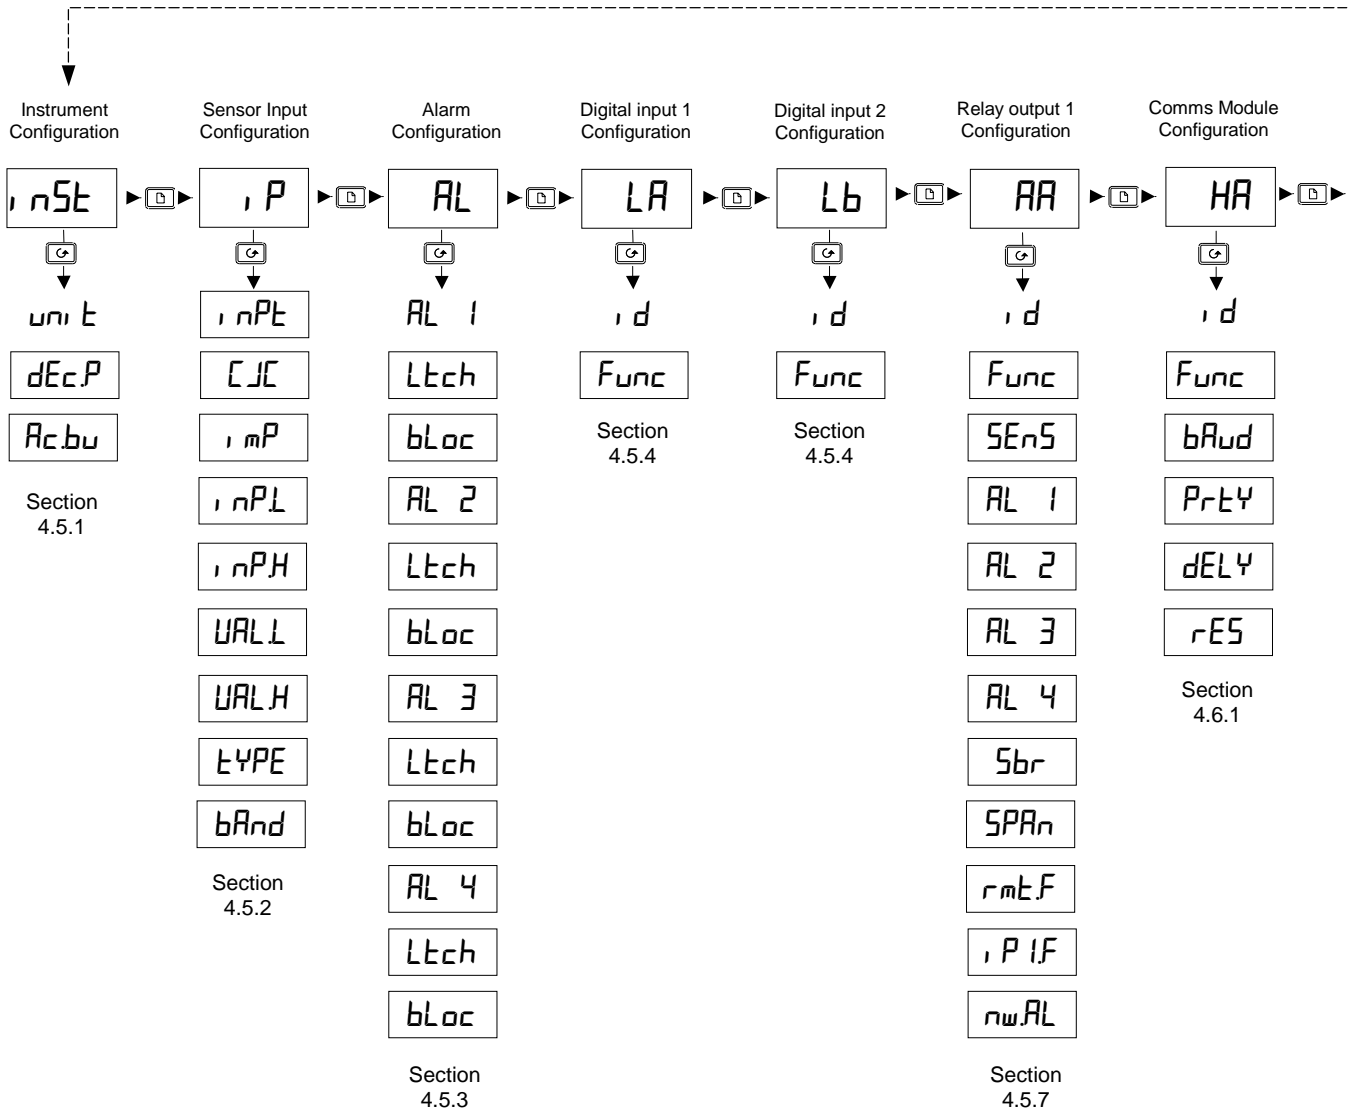 Instrument
Configuration
Sensor Input
Configuration
Alarm
Configuration
Digital input 1
Configuration
Digital input 2
Configuration
Relay output 1
Configuration
Comms Module
Configuration
inSt
iP
AL
LA
Lb
AA
HA
unit
dEc.P
Ac.bu
Section
4.5.1
inPt
CJC
imP
inP.L
inP.H
VAL.L
VAL.H
tYPE
bAnd
Section
4.5.2
AL 1
Ltch
bLoc
AL 2
Ltch
bLoc
AL 3
Ltch
bLoc
AL 4
Ltch
bLoc
Section
4.5.3
id
Func
Section
4.5.4
id
Func
Section
4.5.4
id
Func
SEnS
AL 1
AL 2
AL 3
AL 4
Sbr
SPAn
rmt.F
iP1.F
nw.AL
Section
4.5.7
id
Func
bAud
PrtY
dELY
rES
Section
4.6.1